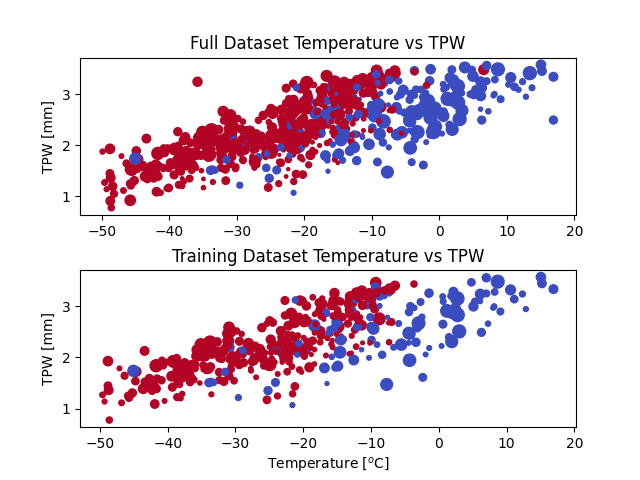 Full Dataset Temperature vs TPW
TPW [mm]
3
2
1
−50 −40 −30 −20 −10 0 10 20
Training Dataset Temperature vs TPW
TPW [mm]
3
2
1
−50 −40 −30 −20 −10 0 10 20
Temperature [°C]